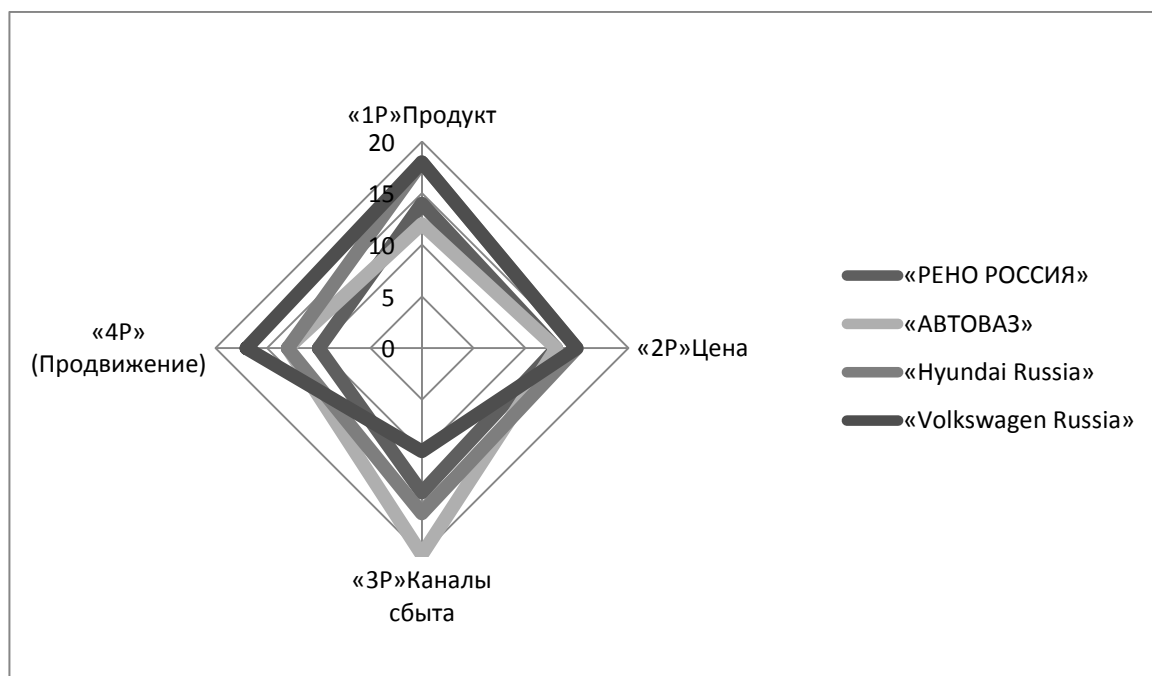 «1P»Продукт
20
15
10
5
0
«2P»Цена
«3P»Каналы
сбыта
«4P»
(Продвижение)
«РЕНО РОССИЯ»
«АВТОВАЗ»
«Hyundai Russia»
«Volkswagen Russia»